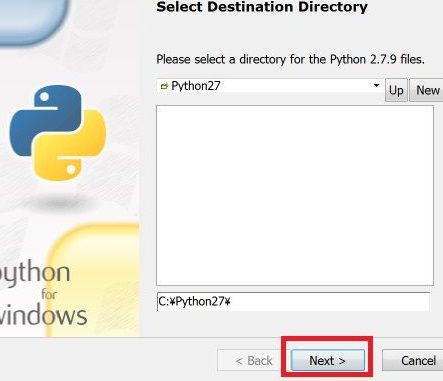 Select Destination Directory
Please select a directory for the Python 2.7.9 files.
Python27
Up New
C:¥Python27¥
python
for
windows
< Back Next > Cancel